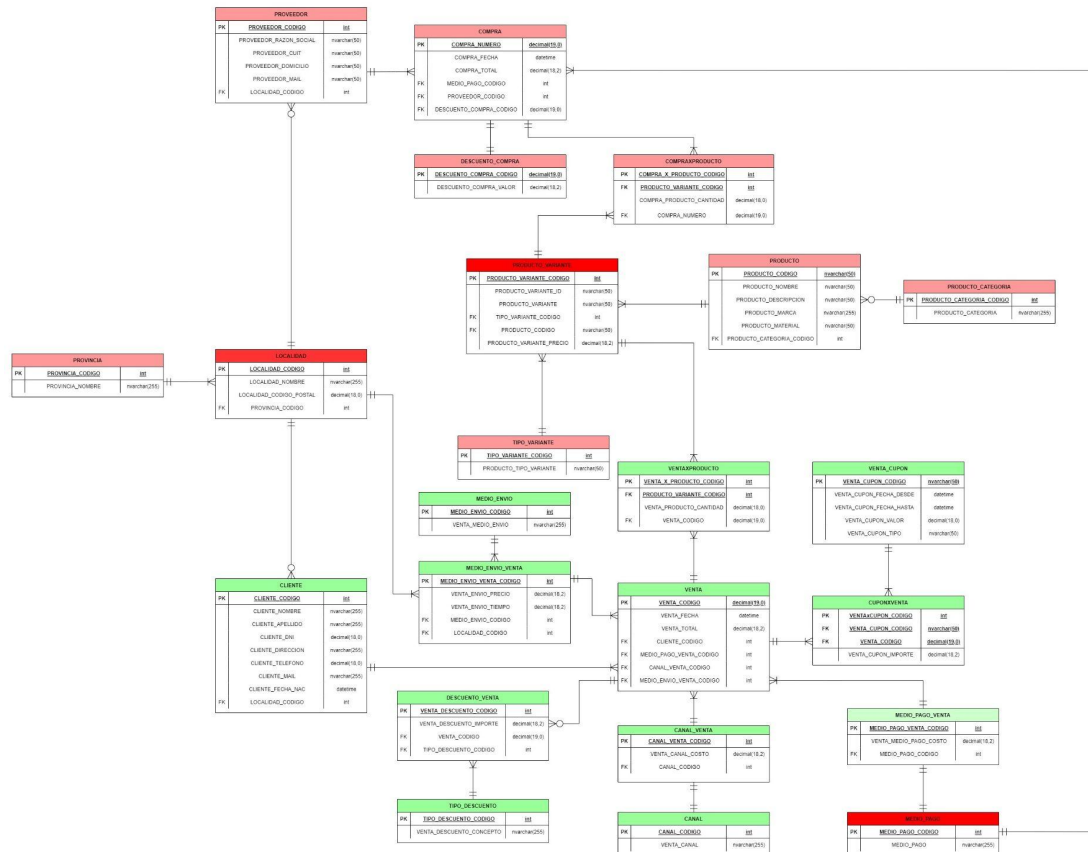 PROVEEDOR
PK PROVEEDOR_CODIGO int
PROVEEDOR_RAZON_SOCIAL nvarchar(50)
PROVEEDOR_CUIT nvarchar(50)
PROVEEDOR_DOMICILIO nvarchar(50)
PROVEEDOR_MAIL nvarchar(50)
FK LOCALIDAD_CODIGO int
COMPRA
PK COMPRA_NUMERO decimal(19,0)
COMPRA_FECHA datetime
COMPRA_TOTAL decimal(18,2)
FK MEDIO_PAGO_CODIGO int
FK PROVEEDOR_CODIGO int
FK DESCUENTO_COMPRA_CODIGO decimal(19,0)
DESCUENTO_COMPRA
PK DESCUENTO_COMPRA_CODIGO decimal(19,0)
DESCUENTO_COMPRA_VALOR decimal(18,2)
COMPRAXPRODUCTO
PK COMPRA_X_PRODUCTO_CODIGO int
FK PRODUCTO_VARIANTE_CODIGO int
COMPRA_PRODUCTO_CANTIDAD decimal(18,0)
FK COMPRA_NUMERO decimal(19,0)
PRODUCTO_VARIANTE
PK PRODUCTO_VARIANTE_CODIGO int
PRODUCTO_VARIANTE_ID nvarchar(50)
PRODUCTO_VARIANTE nvarchar(50)
FK TIPO_VARIANTE_CODIGO int
FK PRODUCTO_CODIGO nvarchar(50)
PRODUCTO_VARIANTE_PRECIO decimal(18,2)
PRODUCTO
PK PRODUCTO_CODIGO nvarchar(50)
PRODUCTO_NOMBRE nvarchar(50)
PRODUCTO_DESCRIPCION nvarchar(50)
PRODUCTO_MARCA nvarchar(255)
PRODUCTO_MATERIAL nvarchar(50)
FK PRODUCTO_CATEGORIA_CODIGO int
PRODUCTO_CATEGORIA
PK PRODUCTO_CATEGORIA_CODIGO int
PRODUCTO_CATEGORIA nvarchar(255)
PROVINCIA
PK PROVINCIA_CODIGO int
PROVINCIA_NOMBRE nvarchar(255)
LOCALIDAD
PK LOCALIDAD_CODIGO int
LOCALIDAD_NOMBRE nvarchar(255)
LOCALIDAD_CODIGO_POSTAL decimal(18,0)
FK PROVINCIA_CODIGO int
TIPO_VARIANTE
PK TIPO_VARIANTE_CODIGO int
PRODUCTO_TIPO_VARIANTE nvarchar(50)
VENTAXPRODUCTO
PK VENTA_X_PRODUCTO_CODIGO int
FK PRODUCTO_VARIANTE_CODIGO int
VENTA_PRODUCTO_CANTIDAD decimal(18,0)
FK VENTA_CODIGO decimal(18,0)
VENTA_CUPON
PK VENTA_CUPON_CODIGO nvarchar(50)
VENTA_CUPON_FECHA_DESDE datetime
VENTA_CUPON_FECHA_HASTA datetime
VENTA_CUPON_VALOR decimal(18,0)
VENTA_CUPON_TIPO nvarchar(50)
MEDIO_ENVIO
PK MEDIO_ENVIO_CODIGO int
VENTA_MEDIO_ENVIO nvarchar(255)
MEDIO_ENVIO_VENTA
PK MEDIO_ENVIO_VENTA_CODIGO int
VENTA_ENVIO_PRECIO decimal(18,2)
VENTA_ENVIO_TIEMPO decimal(18,2)
FK MEDIO_ENVIO_CODIGO int
FK LOCALIDAD_CODIGO int
CLIENTE
PK CLIENTE_CODIGO int
CLIENTE_NOMBRE nvarchar(255)
CLIENTE_APELLIDO nvarchar(255)
CLIENTE_DNI decimal(18,0)
CLIENTE_DIRECCION nvarchar(255)
CLIENTE_TELEFONO decimal(18,0)
CLIENTE_MAIL nvarchar(255)
CLIENTE_FECHA_NAC datetime
FK LOCALIDAD_CODIGO int
VENTA
PK VENTA_CODIGO decimal(19,0)
VENTA_FECHA datetime
VENTA_TOTAL decimal(18,2)
FK CLIENTE_CODIGO int
FK MEDIO_PAGO_VENTA_CODIGO int
FK CANAL_VENTA_CODIGO int
FK MEDIO_ENVIO_VENTA_CODIGO int
CUPONXVENTA
PK VENTAxCUPON_CODIGO int
FK VENTA_CUPON_CODIGO nvarchar(50)
FK VENTA_CODIGO decimal(19,0)
VENTA_CUPON_IMPORTE decimal(18,2)
DESCUENTO_VENTA
PK VENTA_DESCUENTO_CODIGO int
VENTA_DESCUENTO_IMPORTE decimal(18,2)
FK VENTA_CODIGO decimal(19,0)
FK TIPO_DESCUENTO_CODIGO int
CANAL_VENTA
PK CANAL_VENTA_CODIGO int
VENTA_CANAL_COSTO decimal(18,2)
FK CANAL_CODIGO int
MEDIO_PAGO_VENTA
PK MEDIO_PAGO_VENTA_CODIGO int
VENTA_MEDIO_PAGO_COSTO decimal(18,2)
FK MEDIO_PAGO_CODIGO int
TIPO_DESCUENTO
PK TIPO_DESCUENTO_CODIGO int
VENTA_DESCUENTO_CONCEPTO nvarchar(255)
CANAL
PK CANAL_CODIGO int
VENTA_CANAL nvarchar(255)
MEDIO_PAGO
PK MEDIO_PAGO_CODIGO int
MEDIO_PAGO nvarchar(255)